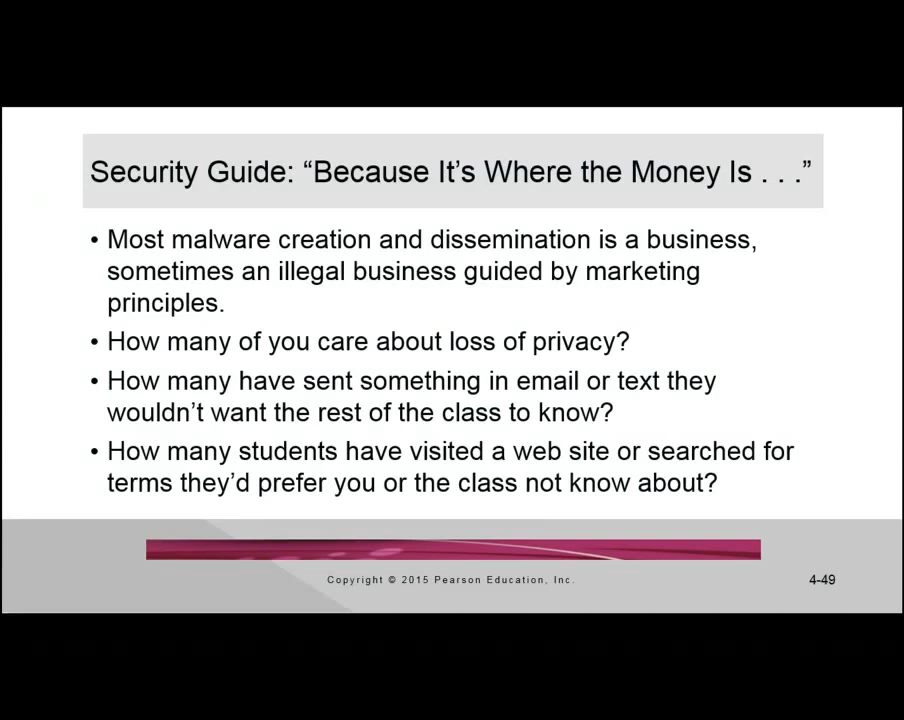 Security Guide: “Because It’s Where the Money Is . . .”
• Most malware creation and dissemination is a business,
sometimes an illegal business guided by marketing
principles.
• How many of you care about loss of privacy?
• How many have sent something in email or text they
wouldn’t want the rest of the class to know?
• How many students have visited a web site or searched for
terms they’d prefer you or the class not know about?
Copyright © 2015 Pearson Education, Inc.
4-49